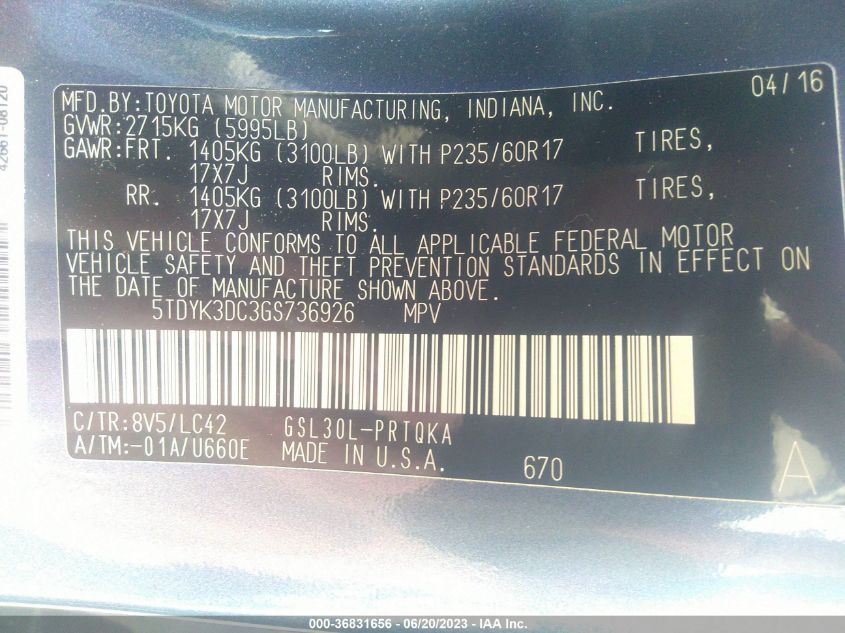 42661-08120
MFD.BY:TOYOTA MOTOR MANUFACTURING, INDIANA, INC. 04/16
GVWR:2715KG (5995LB)
GAWR:FRT. 1405KG (3100LB) WITH P235/60R17 TIRES,
17X7J RIMS.
RR. 1405KG (3100LB) WITH P235/60R17 TIRES,
17X7J RIMS.
THIS VEHICLE CONFORMS TO ALL APPLICABLE FEDERAL MOTOR
VEHICLE SAFETY AND THEFT PREVENTION STANDARDS IN EFFECT ON
THE DATE OF MANUFACTURE SHOWN ABOVE.
5TDYK3DC3GS736926 MPV
C/TR:8V5/LC42 GSL30L-PRTQKA
A/TM:-01A/U660E MADE IN U.S.A. 670 A
000-36831656 — 06/20/2023 — IAA Inc.